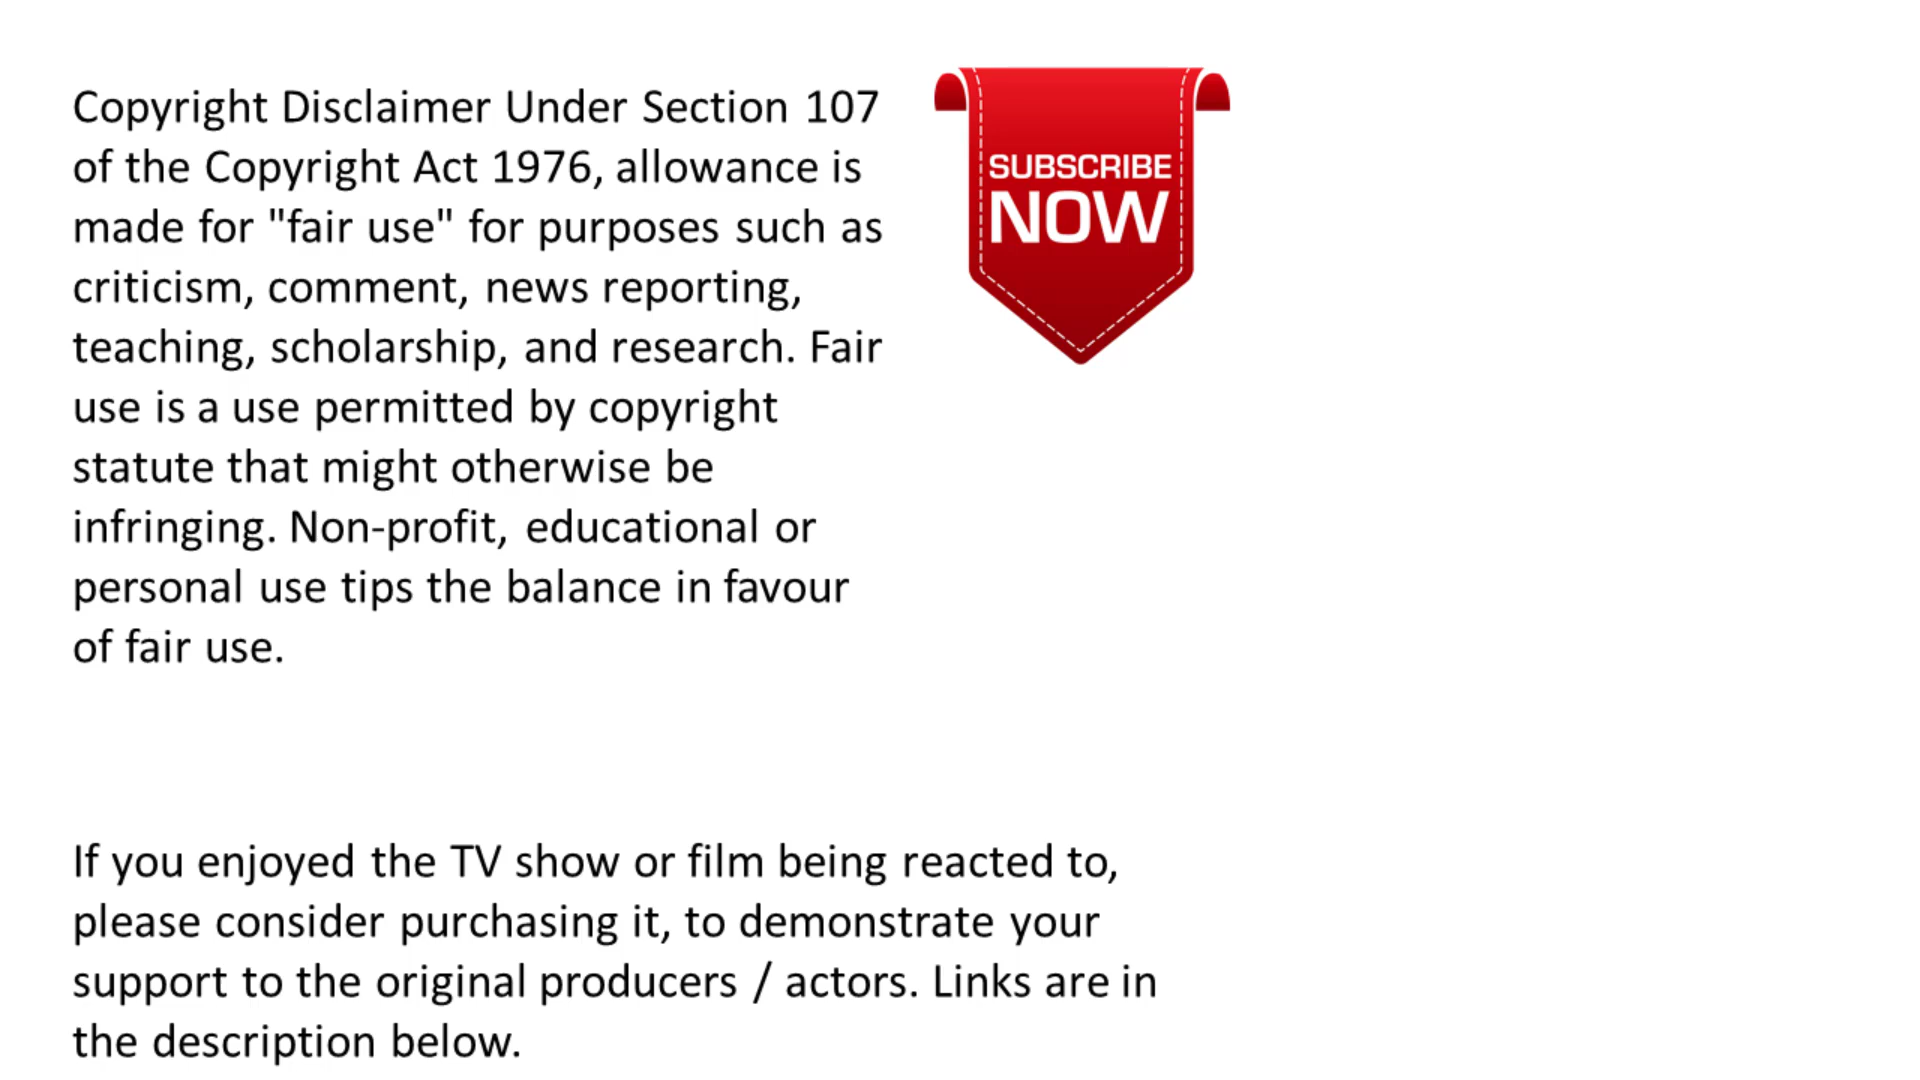 Copyright Disclaimer Under Section 107
of the Copyright Act 1976, allowance is
made for "fair use" for purposes such as
criticism, comment, news reporting,
teaching, scholarship, and research. Fair
use is a use permitted by copyright
statute that might otherwise be
infringing. Non-profit, educational or
personal use tips the balance in favour
of fair use.
SUBSCRIBE
NOW
If you enjoyed the TV show or film being reacted to,
please consider purchasing it, to demonstrate your
support to the original producers / actors. Links are in
the description below.